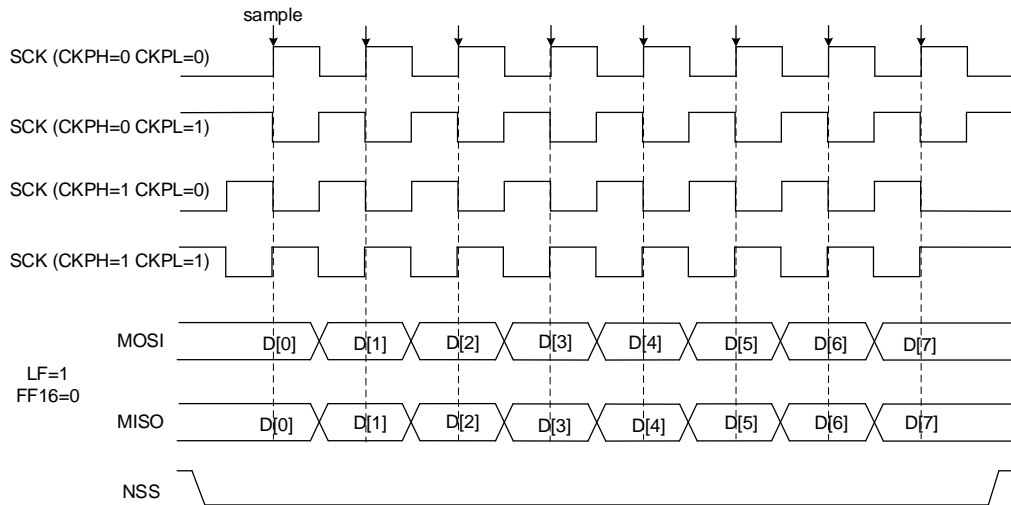 sample
SCK (CKPH=0 CKPL=0)
SCK (CKPH=0 CKPL=1)
SCK (CKPH=1 CKPL=0)
SCK (CKPH=1 CKPL=1)
MOSI
D[0] D[1] D[2] D[3] D[4] D[5] D[6] D[7]
LF=1
FF16=0
MISO
D[0] D[1] D[2] D[3] D[4] D[5] D[6] D[7]
NSS